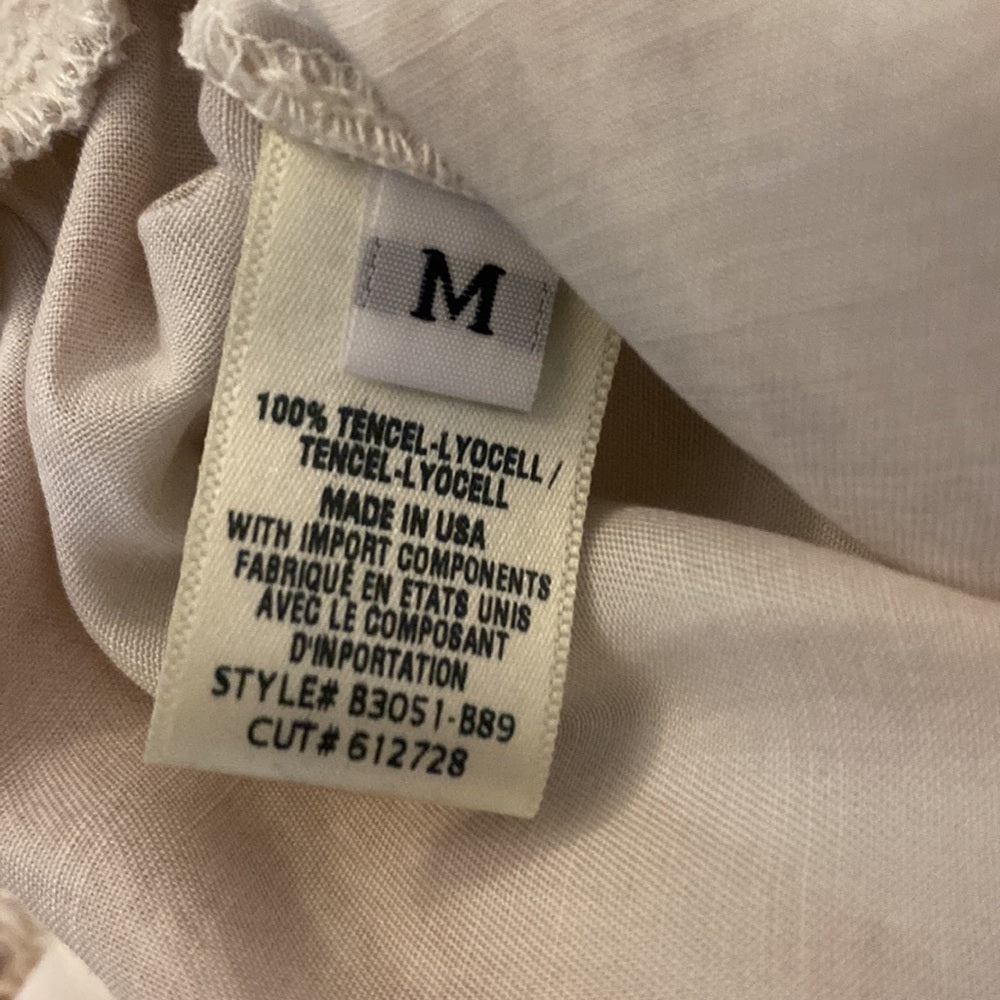 M
100% TENCEL-LYOCELL /
TENCEL-LYOCELL
MADE IN USA
WITH IMPORT COMPONENTS
FABRIQUÉ EN ETATS UNIS
AVEC LE COMPOSANT
D'INPORTATION
STYLE# B3051-B89
CUT# 612728